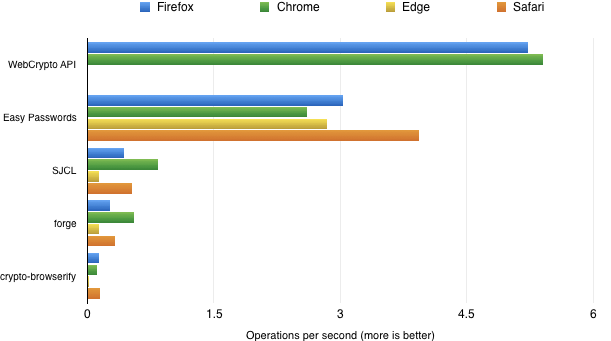 Firefox Chrome Edge Safari
WebCrypto API
Easy Passwords
SJCL
forge
crypto-browserify
0 1.5 3 4.5 6
Operations per second (more is better)